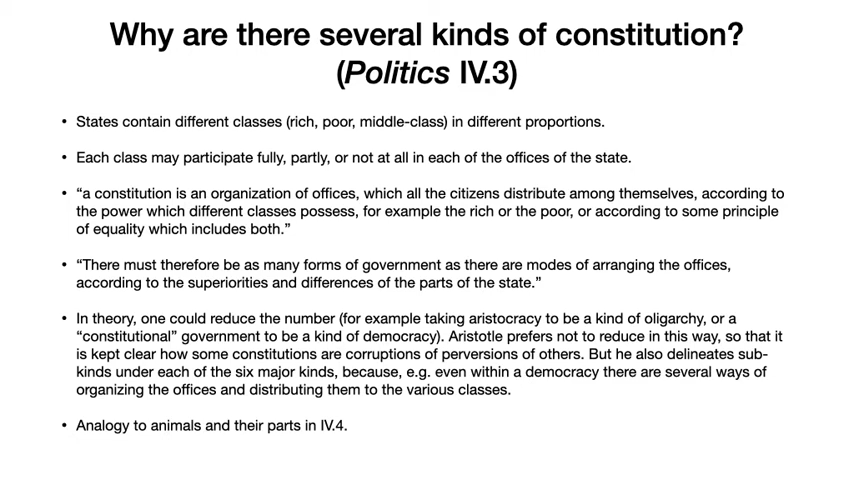 Why are there several kinds of constitution?
(Politics IV.3)
• States contain different classes (rich, poor, middle-class) in different proportions.
• Each class may participate fully, partly, or not at all in each of the offices of the state.
• “a constitution is an organization of offices, which all the citizens distribute among themselves, according to
the power which different classes possess, for example the rich or the poor, or according to some principle
of equality which includes both.”
• “There must therefore be as many forms of government as there are modes of arranging the offices,
according to the superiorities and differences of the parts of the state.”
• In theory, one could reduce the number (for example taking aristocracy to be a kind of oligarchy, or a
“constitutional” government to be a kind of democracy). Aristotle prefers not to reduce in this way, so that it
is kept clear how some constitutions are corruptions of perversions of others. But he also delineates sub-
kinds under each of the six major kinds, because, e.g. even within a democracy there are several ways of
organizing the offices and distributing them to the various classes.
• Analogy to animals and their parts in IV.4.